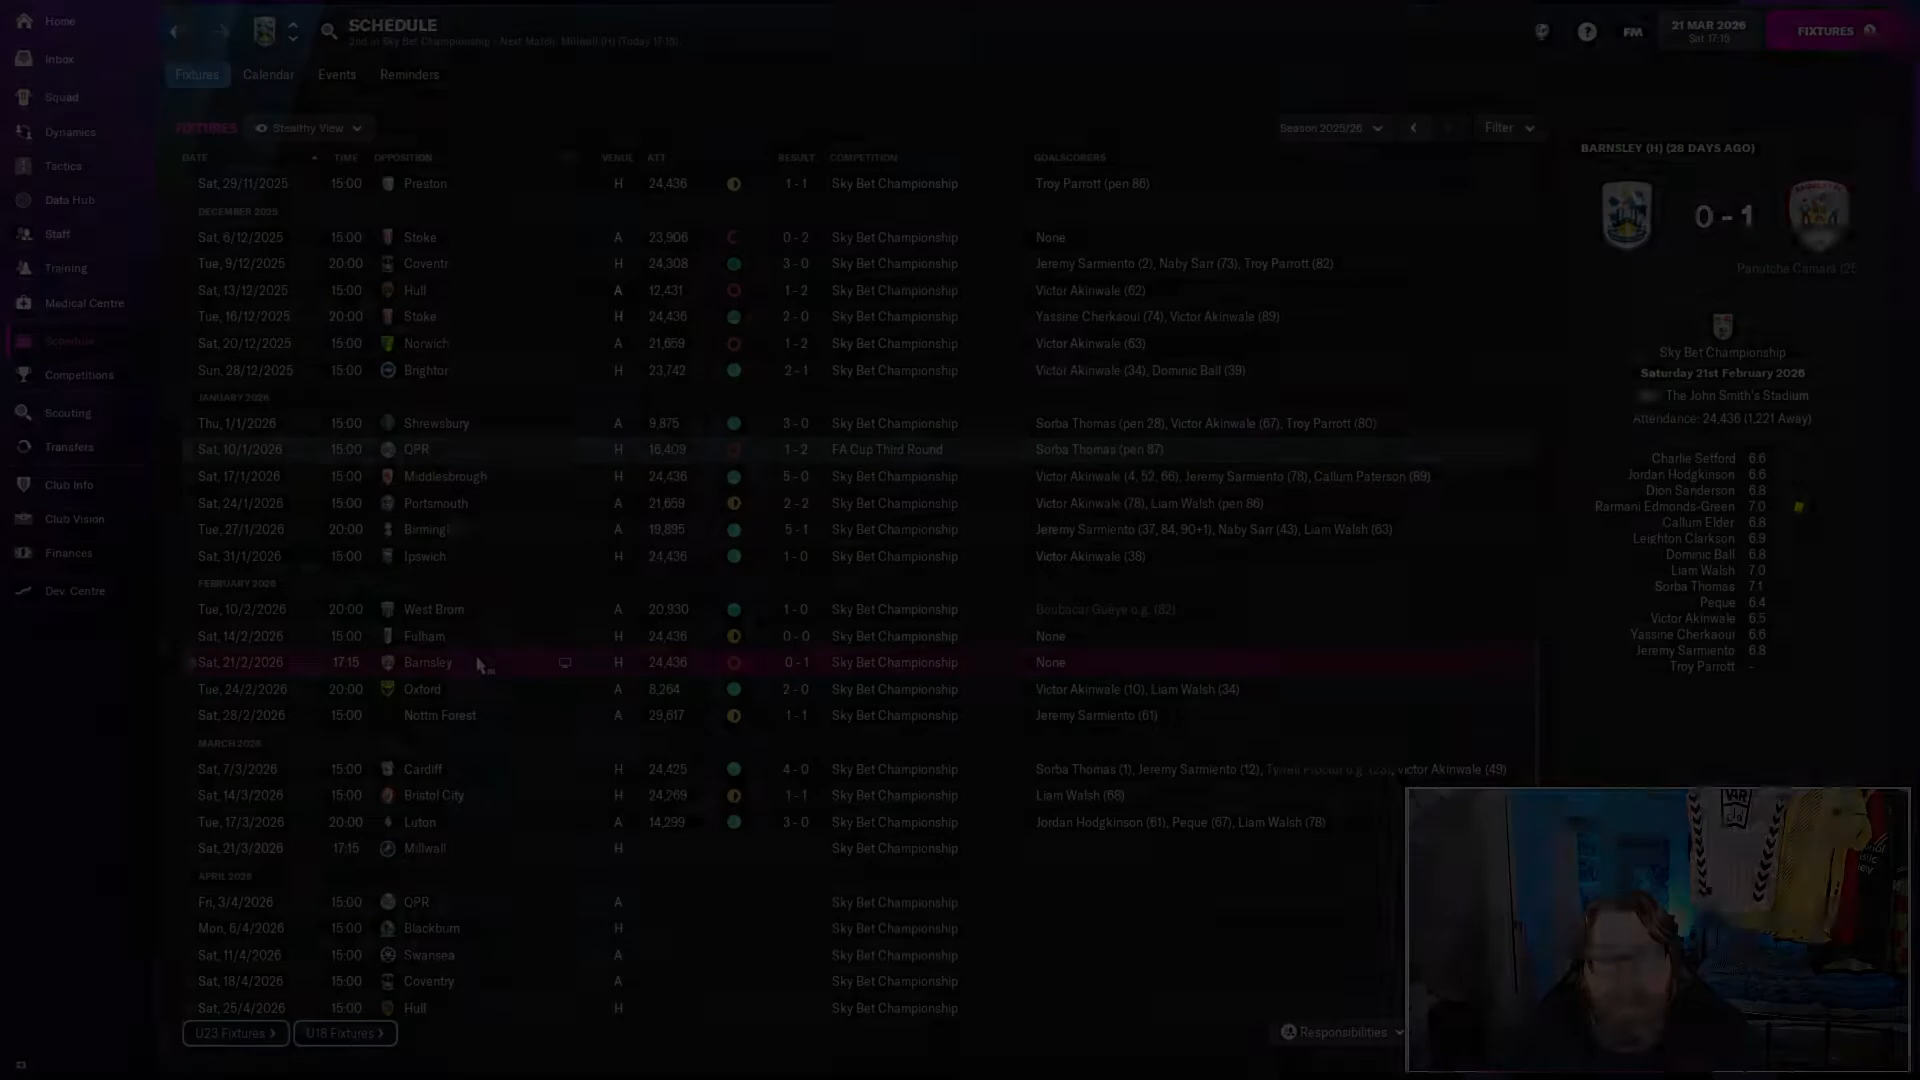 Home
Inbox
Squad
Dynamics
Tactics
Data Hub
Staff
Training
Medical Centre
Schedule
Competitions
Scouting
Transfers
Club Info
Club Vision
Finances
Dev. Centre
SCHEDULE
2nd in Sky Bet Championship - Next Match: Millwall (H) (Today 17:15)
FM
21 MAR 2026
Sat 17:15
FIXTURES
Fixtures Calendar Events Reminders
FIXTURES Stealthy View Season 2025/26 Filter
DATE TIME OPPOSITION VENUE ATT RESULT COMPETITION GOALSCORERS
Sat, 29/11/2025 15:00 Preston H 24,436 1 - 1 Sky Bet Championship Troy Parrott (pen 86)
DECEMBER 2025
Sat, 6/12/2025 15:00 Stoke A 23,906 0 - 2 Sky Bet Championship None
Tue, 9/12/2025 20:00 Coventr H 24,308 3 - 0 Sky Bet Championship Jeremy Sarmiento (2), Naby Sarr (73), Troy Parrott (82)
Sat, 13/12/2025 15:00 Hull A 12,431 1 - 2 Sky Bet Championship Victor Akinwale (62)
Tue, 16/12/2025 20:00 Stoke H 24,436 2 - 0 Sky Bet Championship Yassine Cherkaoui (74), Victor Akinwale (89)
Sat, 20/12/2025 15:00 Norwich A 21,659 1 - 2 Sky Bet Championship Victor Akinwale (63)
Sun, 28/12/2025 15:00 Brighton H 23,742 2 - 1 Sky Bet Championship Victor Akinwale (34), Dominic Ball (39)
JANUARY 2026
Thu, 1/1/2026 15:00 Shrewsbury A 9,875 3 - 0 Sky Bet Championship Sorba Thomas (pen 28), Victor Akinwale (67), Troy Parrott (80)
Sat, 10/1/2026 15:00 QPR H 16,409 1 - 2 FA Cup Third Round Sorba Thomas (pen 87)
Sat, 17/1/2026 15:00 Middlesbrough H 24,436 5 - 0 Sky Bet Championship Victor Akinwale (4, 52, 66), Jeremy Sarmiento (78), Callum Paterson (89)
Sat, 24/1/2026 15:00 Portsmouth A 21,659 2 - 2 Sky Bet Championship Victor Akinwale (78), Liam Walsh (pen 86)
Tue, 27/1/2026 20:00 Birmingl A 19,895 5 - 1 Sky Bet Championship Jeremy Sarmiento (37, 84, 90+1), Naby Sarr (43), Liam Walsh (63)
Sat, 31/1/2026 15:00 Ipswich H 24,436 1 - 0 Sky Bet Championship Victor Akinwale (38)
FEBRUARY 2026
Tue, 10/2/2026 20:00 West Brom A 20,930 1 - 0 Sky Bet Championship Boubacar Guèye o.g. (82)
Sat, 14/2/2026 15:00 Fulham H 24,436 0 - 0 Sky Bet Championship None
Sat, 21/2/2026 17:15 Barnsley H 24,436 0 - 1 Sky Bet Championship None
Tue, 24/2/2026 20:00 Oxford A 8,264 2 - 0 Sky Bet Championship Victor Akinwale (10), Liam Walsh (34)
Sat, 28/2/2026 15:00 Nottm Forest A 29,617 1 - 1 Sky Bet Championship Jeremy Sarmiento (61)
MARCH 2026
Sat, 7/3/2026 15:00 Cardiff H 24,425 4 - 0 Sky Bet Championship Sorba Thomas (1), Jeremy Sarmiento (12), o.g. Victor Akinwale (49)
Sat, 14/3/2026 15:00 Bristol City H 24,269 1 - 1 Sky Bet Championship Liam Walsh (68)
Tue, 17/3/2026 20:00 Luton A 14,299 3 - 0 Sky Bet Championship Jordan Hodgkinson (61), Peque (67), Liam Walsh (78)
Sat, 21/3/2026 17:15 Millwall H Sky Bet Championship
APRIL 2026
Fri, 3/4/2026 15:00 QPR A Sky Bet Championship
Mon, 6/4/2026 15:00 Blackburn H Sky Bet Championship
Sat, 11/4/2026 15:00 Swansea A Sky Bet Championship
Sat, 18/4/2026 15:00 Coventry A Sky Bet Championship
Sat, 25/4/2026 15:00 Hull H Sky Bet Championship
U23 Fixtures U18 Fixtures Responsibilities
BARNSLEY (H) (28 DAYS AGO)
0 - 1
Panutche Camará (25
Sky Bet Championship
Saturday 21st February 2026
The John Smith's Stadium
Attendance: 24,436 (1,221 Away)
Charlie Setford 6.6
Jordan Hodgkinson 6.6
Dion Sanderson 6.8
Rarmani Edmonds-Green 7.0
Callum Elder 6.8
Leighton Clarkson 6.9
Dominic Ball 6.8
Liam Walsh 7.0
Sorba Thomas 7.1
Peque 6.4
Victor Akinwale 6.5
Yassine Cherkaoui 6.6
Jeremy Sarmiento 6.8
Troy Parrott -
VAR